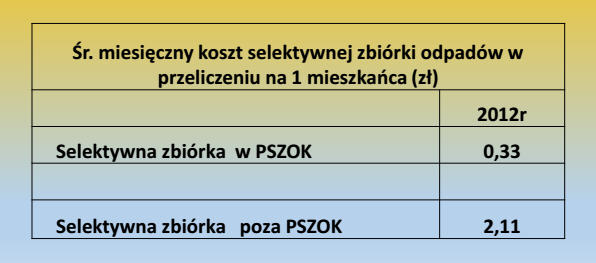 Śr. miesięczny koszt selektywnej zbiórki odpadów w
przeliczeniu na 1 mieszkańca (zł)
2012r
Selektywna zbiórka w PSZOK 0,33
Selektywna zbiórka poza PSZOK 2,11